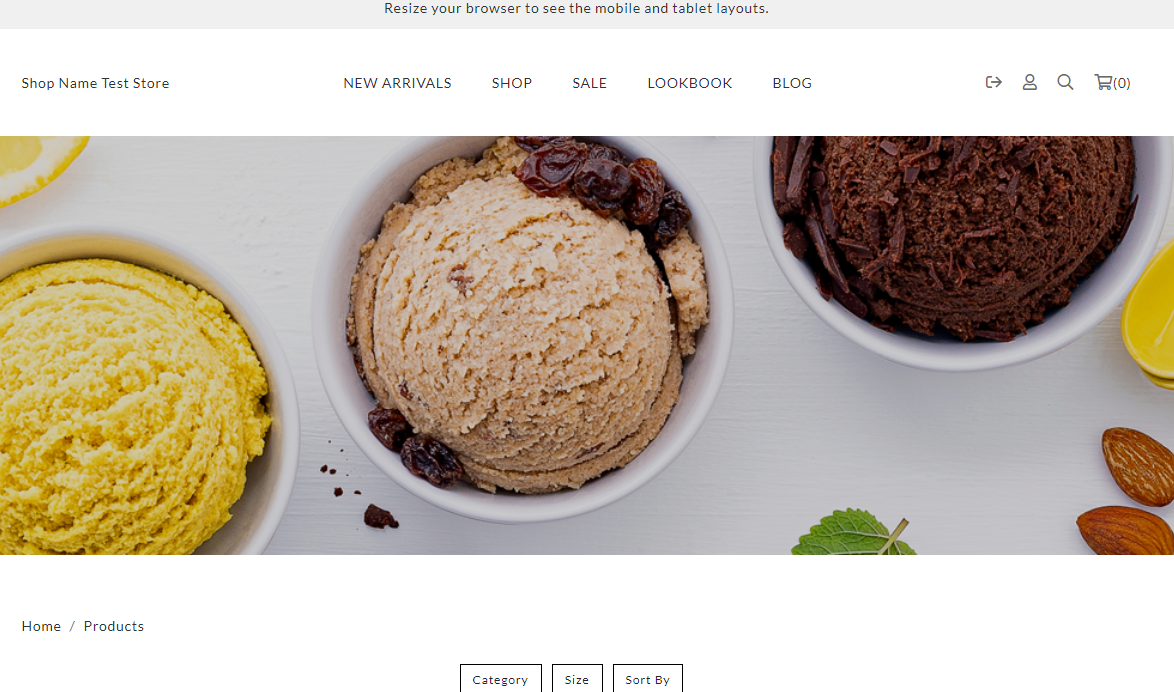 Resize your browser to see the mobile and tablet layouts.
Shop Name Test Store
NEW ARRIVALS
SHOP
SALE
LOOKBOOK
BLOG
(0)
Home / Products
Category
Size
Sort By